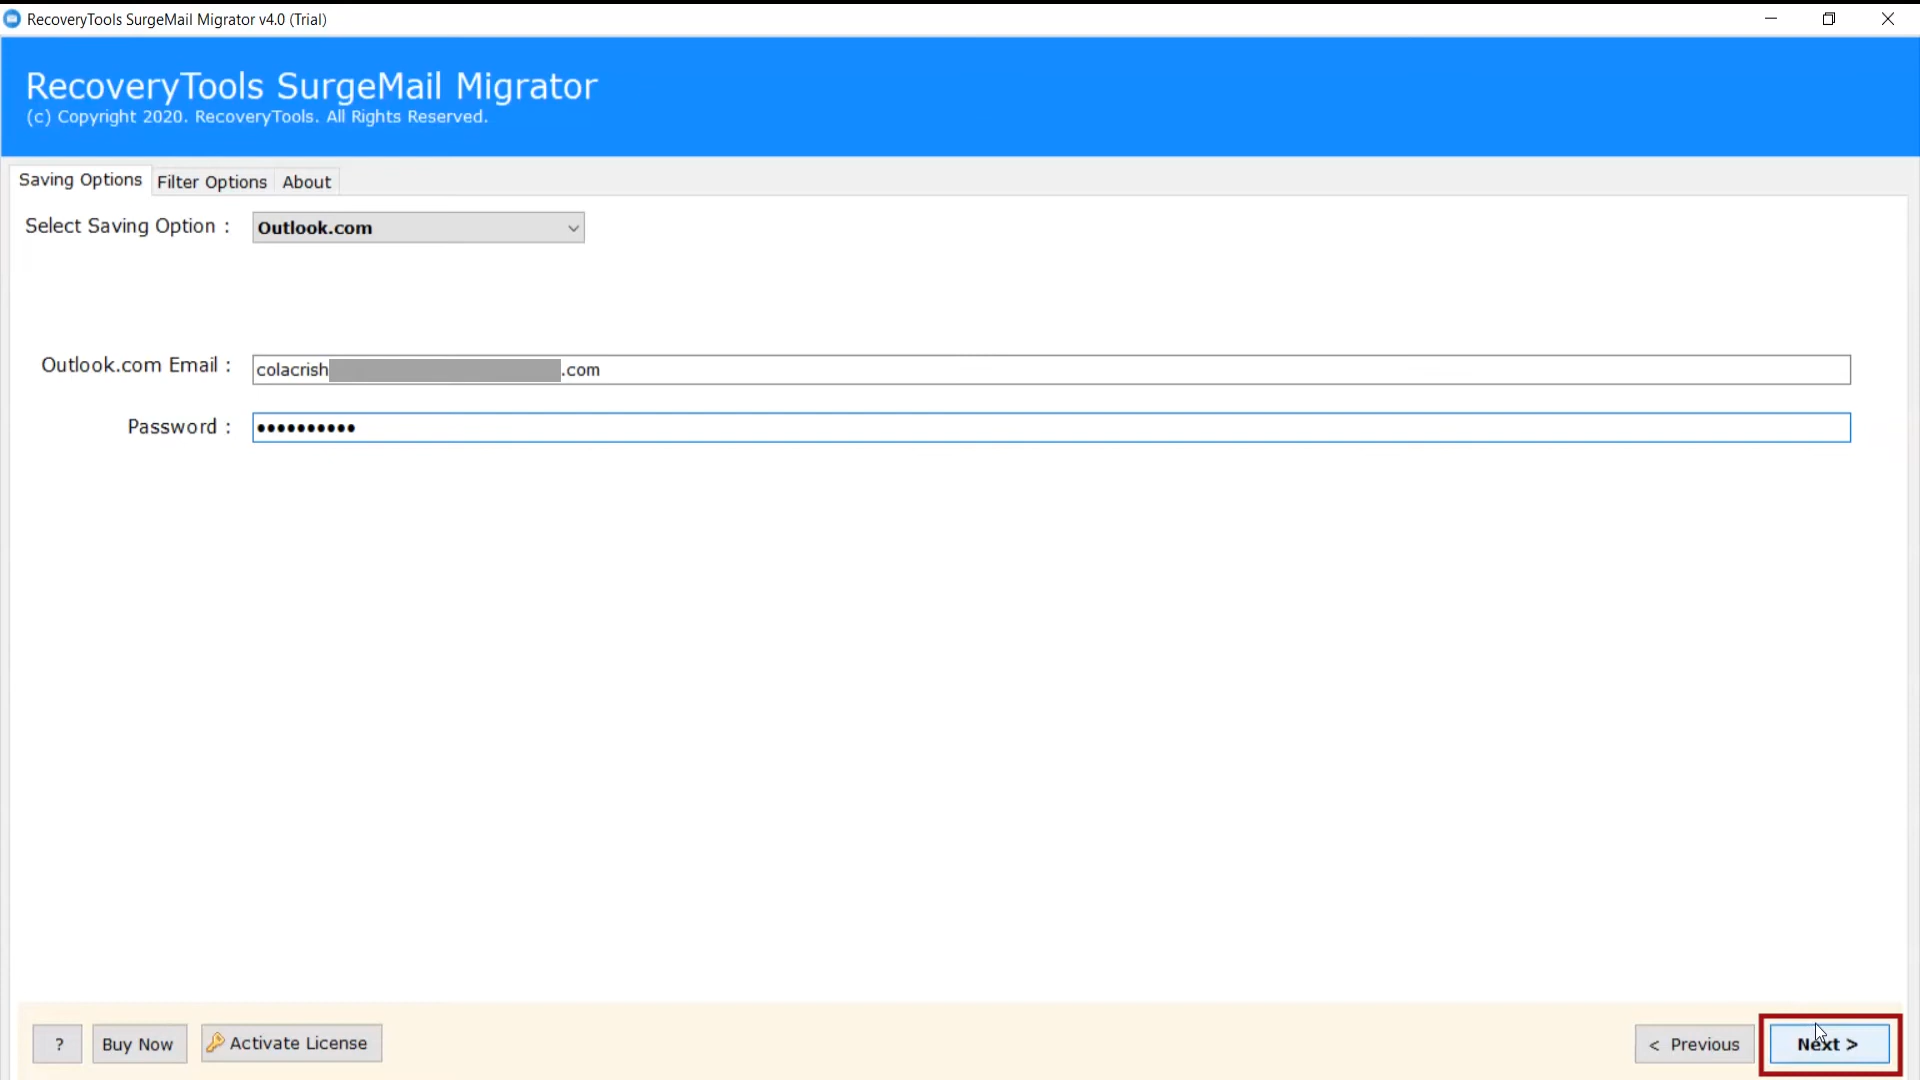 RecoveryTools SurgeMail Migrator v4.0 (Trial)
RecoveryTools SurgeMail Migrator
(c) Copyright 2020. RecoveryTools. All Rights Reserved.
Saving Options Filter Options About
Select Saving Option : Outlook.com
Outlook.com Email : colacrish .com
Password : ••••••••••
? Buy Now Activate License < Previous Next >